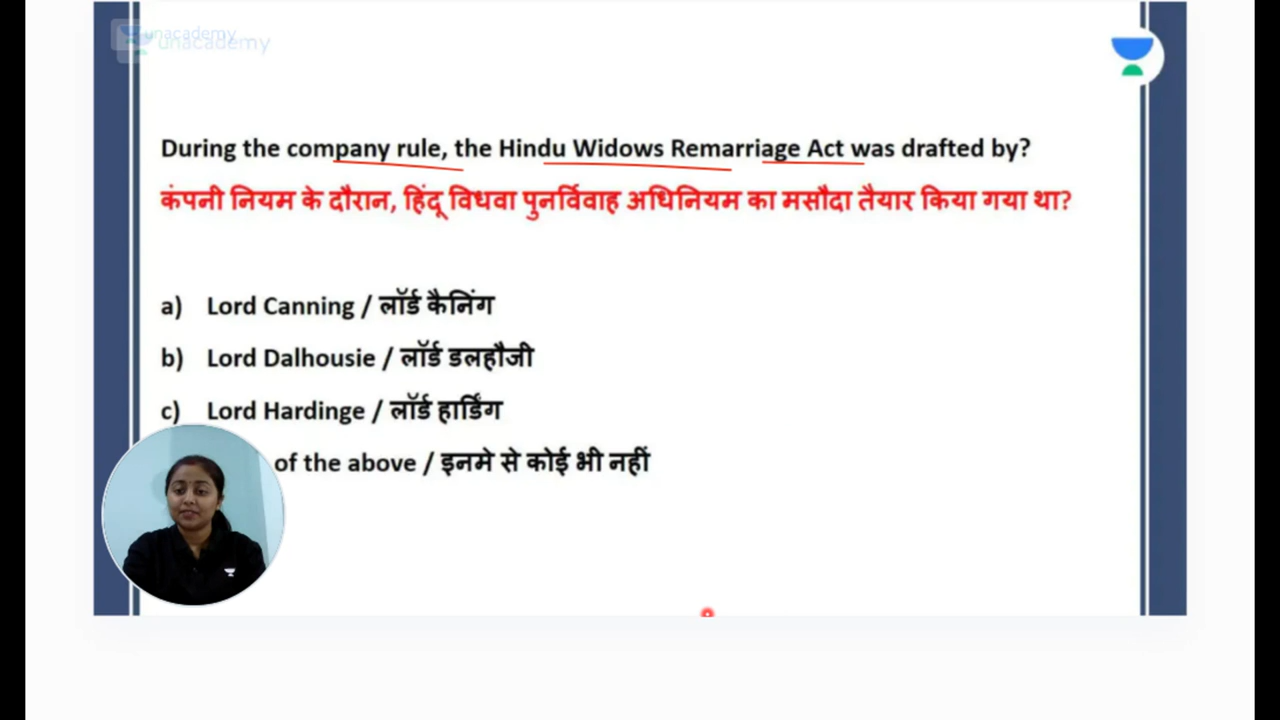 unacademy
unacademy
During the company rule, the Hindu Widows Remarriage Act was drafted by?
कंपनी नियम के दौरान, हिंदू विधवा पुनर्विवाह अधिनियम का मसौदा तैयार किया गया था?
a) Lord Canning / लॉर्ड कैनिंग
b) Lord Dalhousie / लॉर्ड डलहौजी
c) Lord Hardinge / लॉर्ड हार्डिंग
of the above / इनमे से कोई भी नहीं